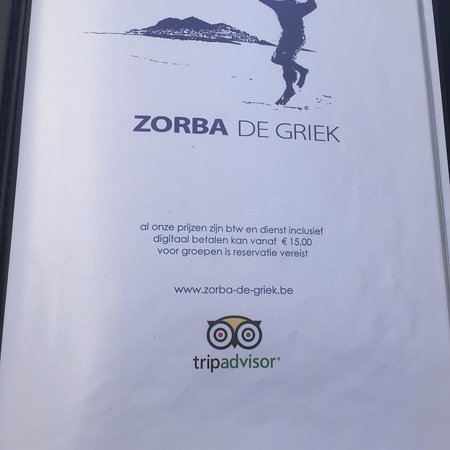 ZORBA DE GRIEK
al onze prijzen zijn btw en dienst inclusief
digitaal betalen kan vanaf € 15,00
voor groepen is reservatie vereist
www.zorba-de-griek.be
tripadvisor®